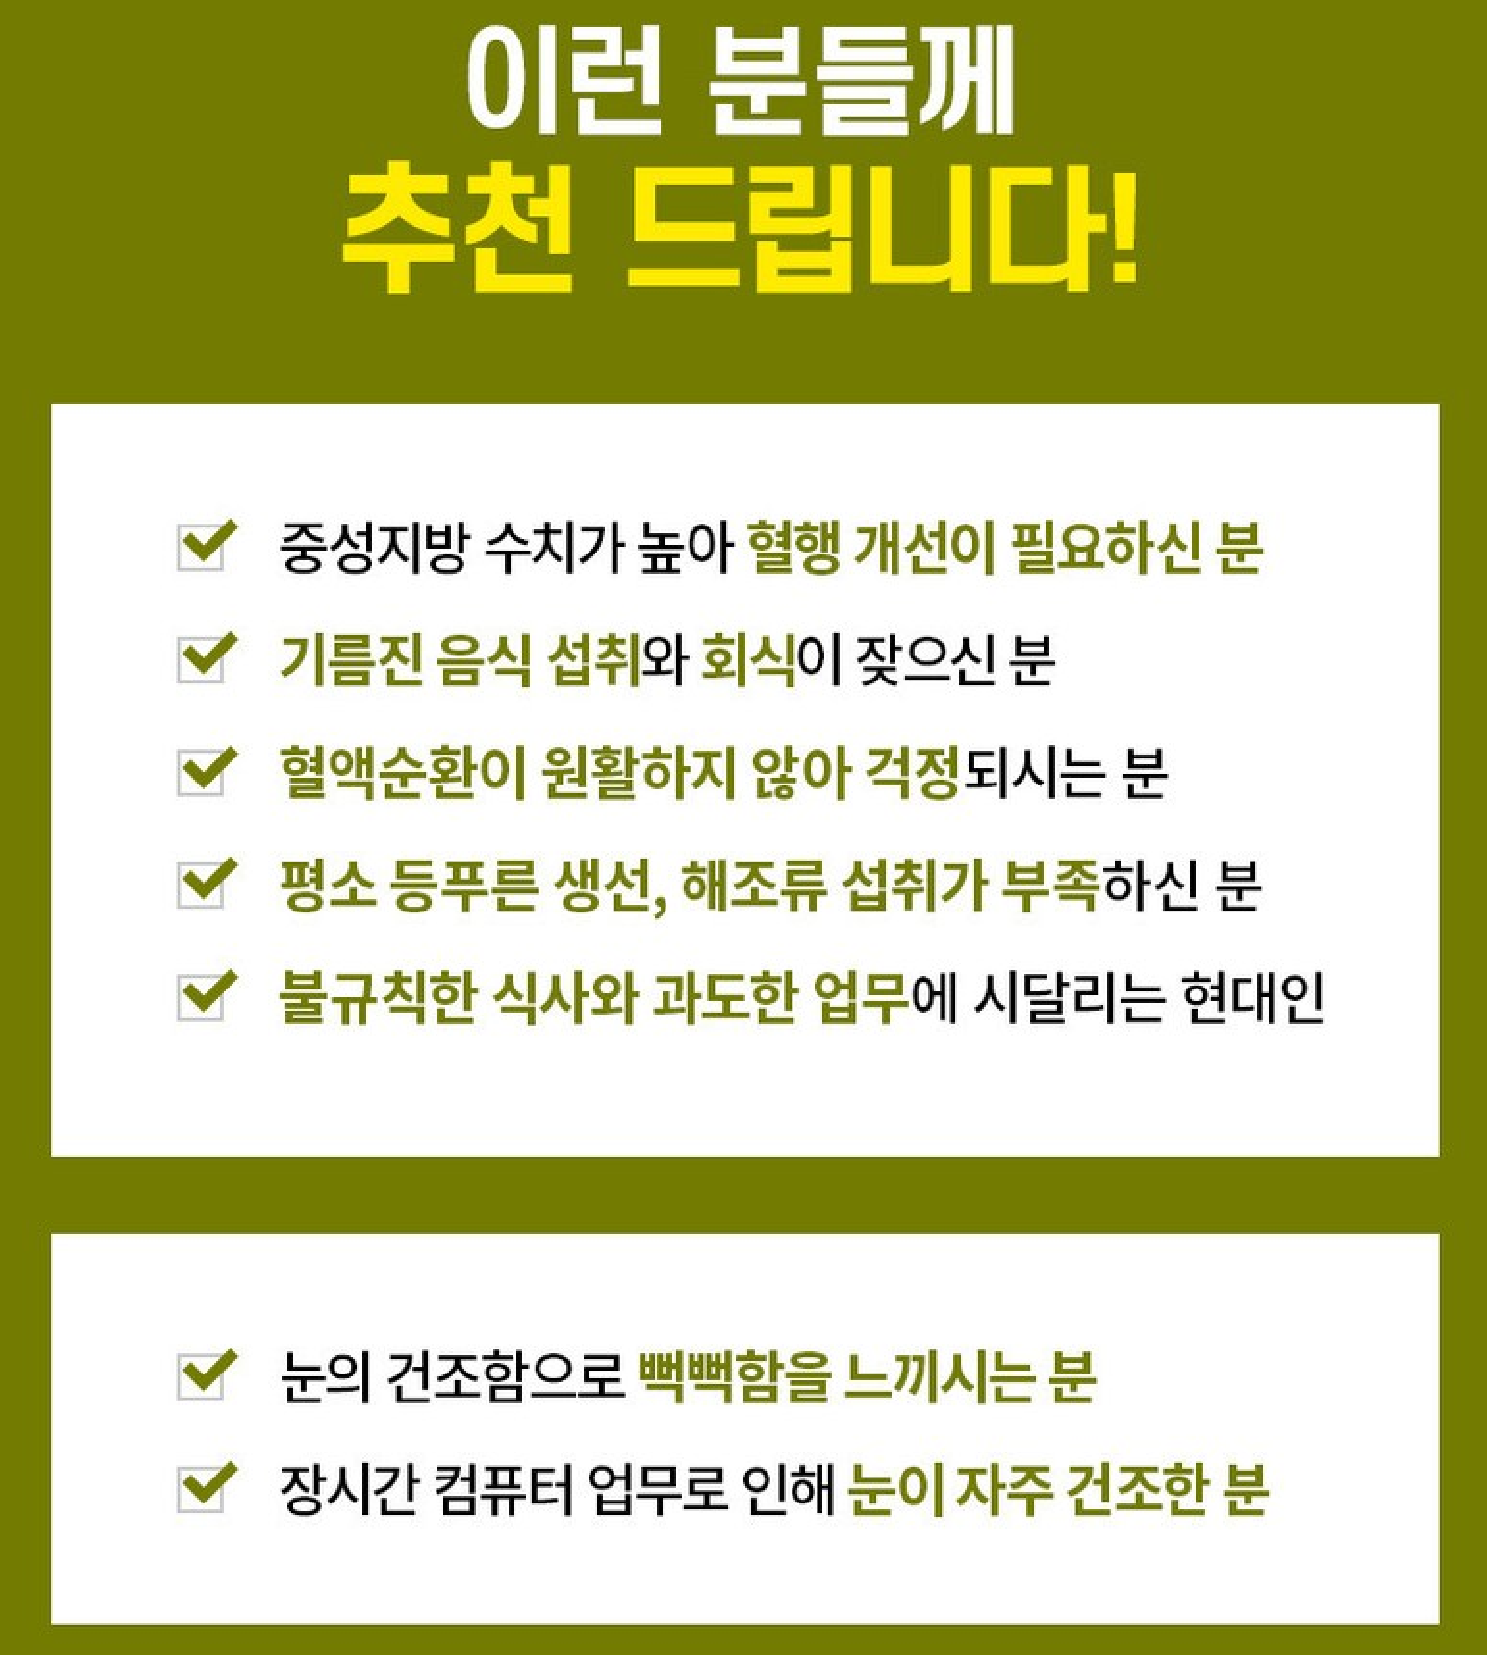 이런 분들께
추천 드립니다!
중성지방 수치가 높아 혈행 개선이 필요하신 분
기름진 음식 섭취와 회식이 잦으신 분
혈액순환이 원활하지 않아 걱정되시는 분
평소 등푸른 생선, 해조류 섭취가 부족하신 분
불규칙한 식사와 과도한 업무에 시달리는 현대인
눈의 건조함으로 뻑뻑함을 느끼시는 분
장시간 컴퓨터 업무로 인해 눈이 자주 건조한 분